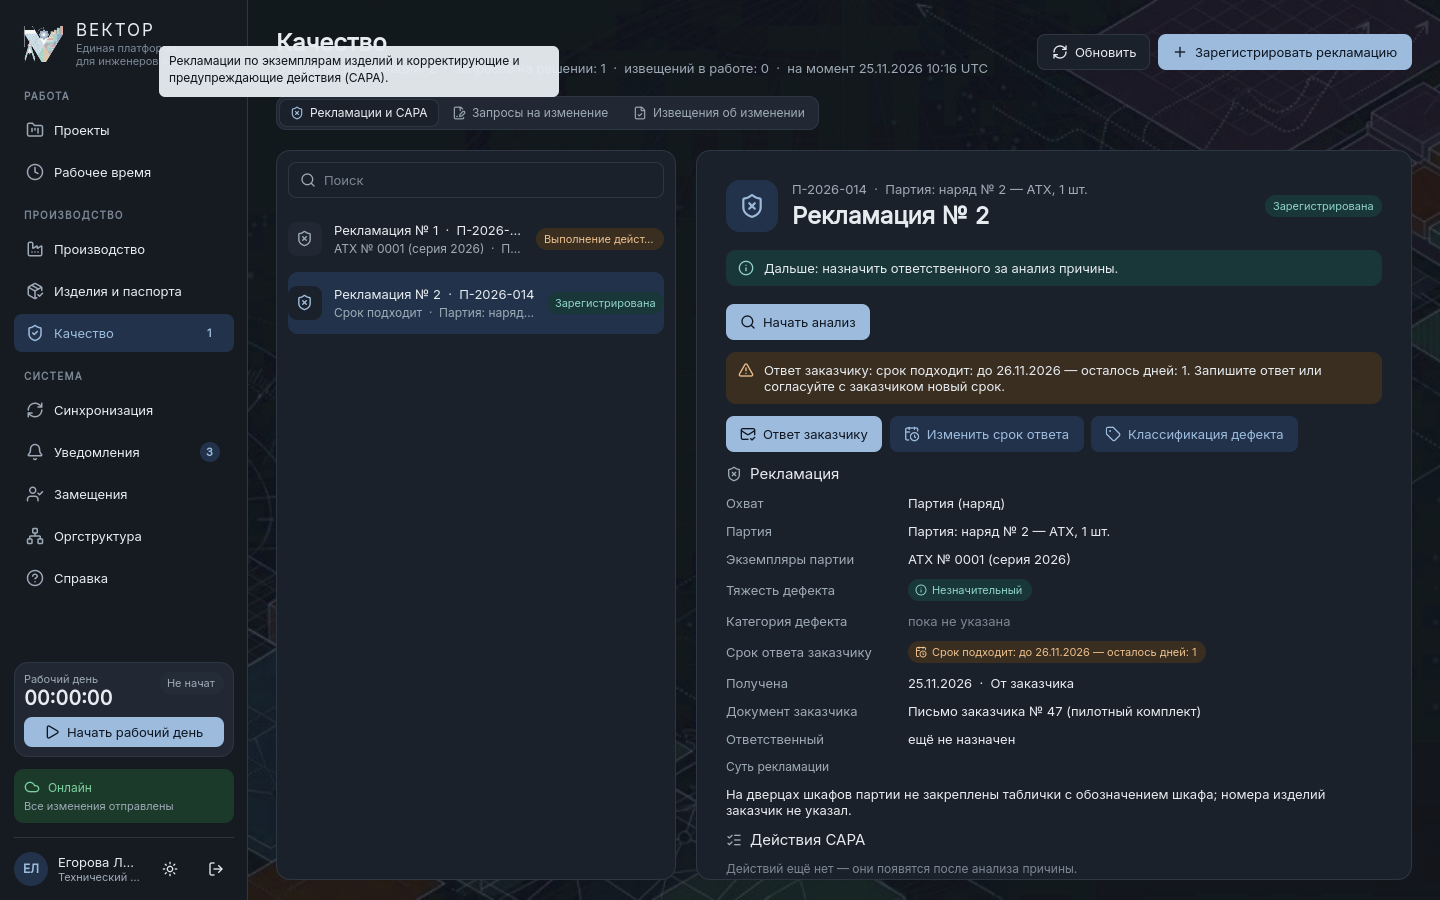 ВЕКТОР
Единая платфор
для инженеров
РАБОТА
Проекты
Рабочее время
ПРОИЗВОДСТВО
Производство
Изделия и паспорта
Качество 1
СИСТЕМА
Синхронизация
Уведомления 3
Замещения
Оргструктура
Справка
Рабочий день
00:00:00
Не начат
Начать рабочий день
Онлайн
Все изменения отправлены
ЕЛ
Егорова Л...
Технический ...
Качество
Рекламации по экземплярам изделий и корректирующие и
предупреждающие действия (CAPA).
шении: 1 · извещений в работе: 0 · на момент 25.11.2026 10:16 UTC
Обновить
Зарегистрировать рекламацию
Рекламации и CAPA
Запросы на изменение
Извещения об изменении
Поиск
Рекламация № 1 · П-2026-...
АТХ № 0001 (серия 2026) · П...
Выполнение дейст...
Рекламация № 2 · П-2026-014
Срок подходит · Партия: наряд...
Зарегистрирована
П-2026-014 · Партия: наряд № 2 — АТХ, 1 шт.
Рекламация № 2
Зарегистрирована
Дальше: назначить ответственного за анализ причины.
Начать анализ
Ответ заказчику: срок подходит: до 26.11.2026 — осталось дней: 1. Запишите ответ или
согласуйте с заказчиком новый срок.
Ответ заказчику
Изменить срок ответа
Классификация дефекта
Рекламация
Охват Партия (наряд)
Партия Партия: наряд № 2 — АТХ, 1 шт.
Экземпляры партии АТХ № 0001 (серия 2026)
Тяжесть дефекта Незначительный
Категория дефекта пока не указана
Срок ответа заказчику Срок подходит: до 26.11.2026 — осталось дней: 1
Получена 25.11.2026 · От заказчика
Документ заказчика Письмо заказчика № 47 (пилотный комплект)
Ответственный ещё не назначен
Суть рекламации
На дверцах шкафов партии не закреплены таблички с обозначением шкафа; номера изделий
заказчик не указал.
Действия CAPA
Действий ещё нет — они появятся после анализа причины.